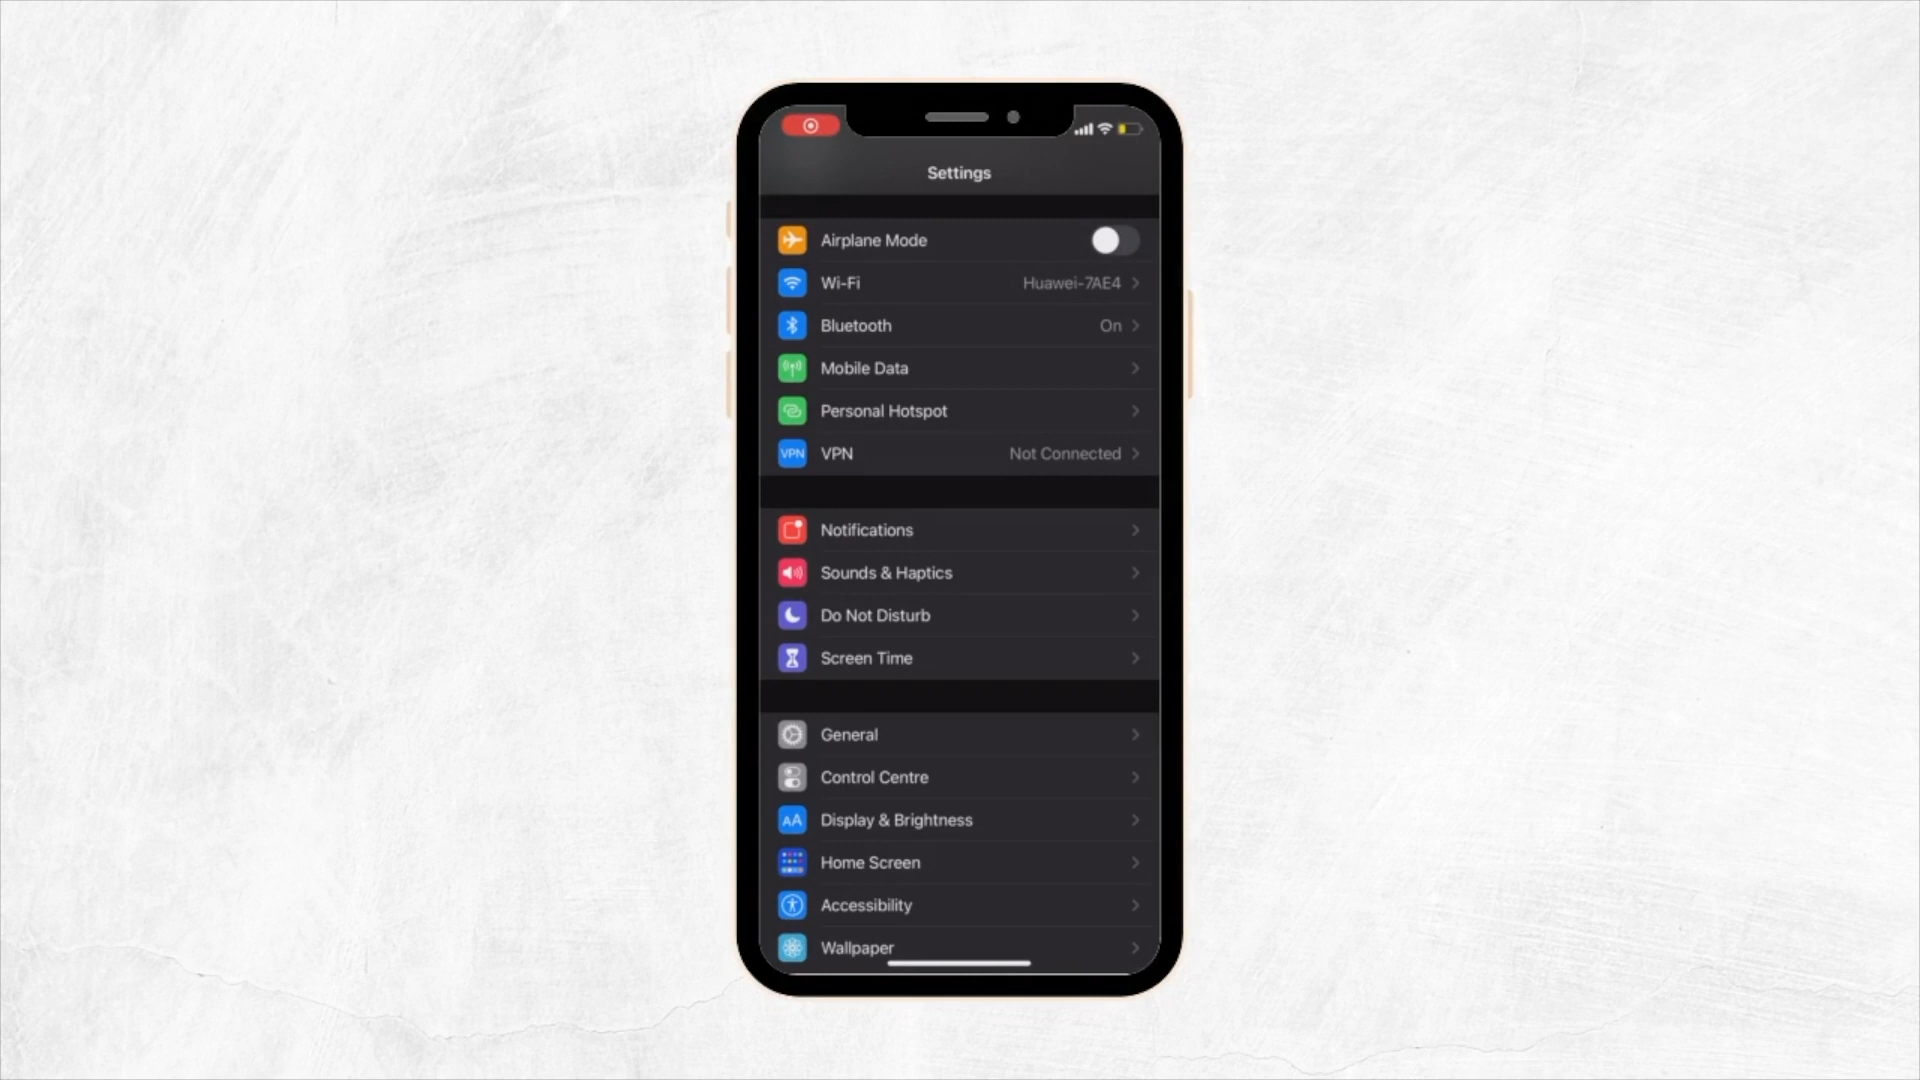 Settings
Airplane Mode
Wi-Fi Huawei-7AE4
Bluetooth On
Mobile Data
Personal Hotspot
VPN VPN Not Connected
Notifications
Sounds & Haptics
Do Not Disturb
Screen Time
General
Control Centre
AA Display & Brightness
Home Screen
Accessibility
Wallpaper